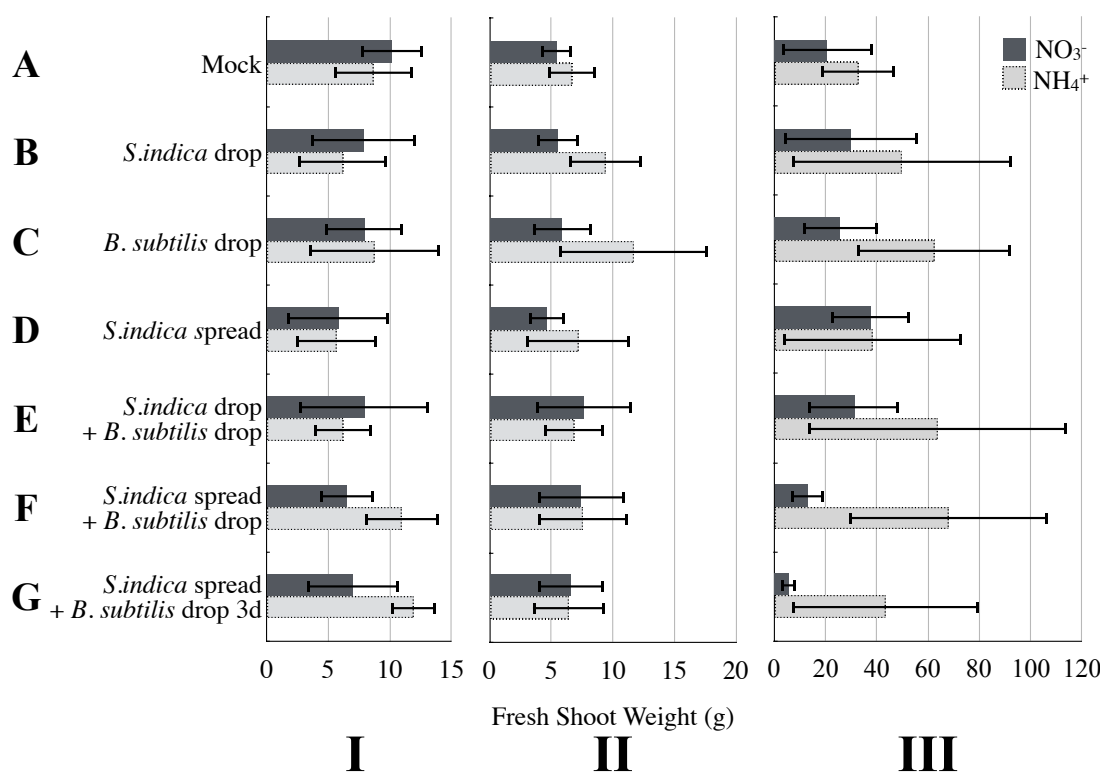 NO₃⁻
A
Mock
NH₄⁺
B
S.indica drop
C
B. subtilis drop
D
S.indica spread
E
S.indica drop
+ B. subtilis drop
F
S.indica spread
+ B. subtilis drop
G
S.indica spread
+ B. subtilis drop 3d
0 5 10 15 0 5 10 15 20 0 20 40 60 80 100 120
Fresh Shoot Weight (g)
I II III